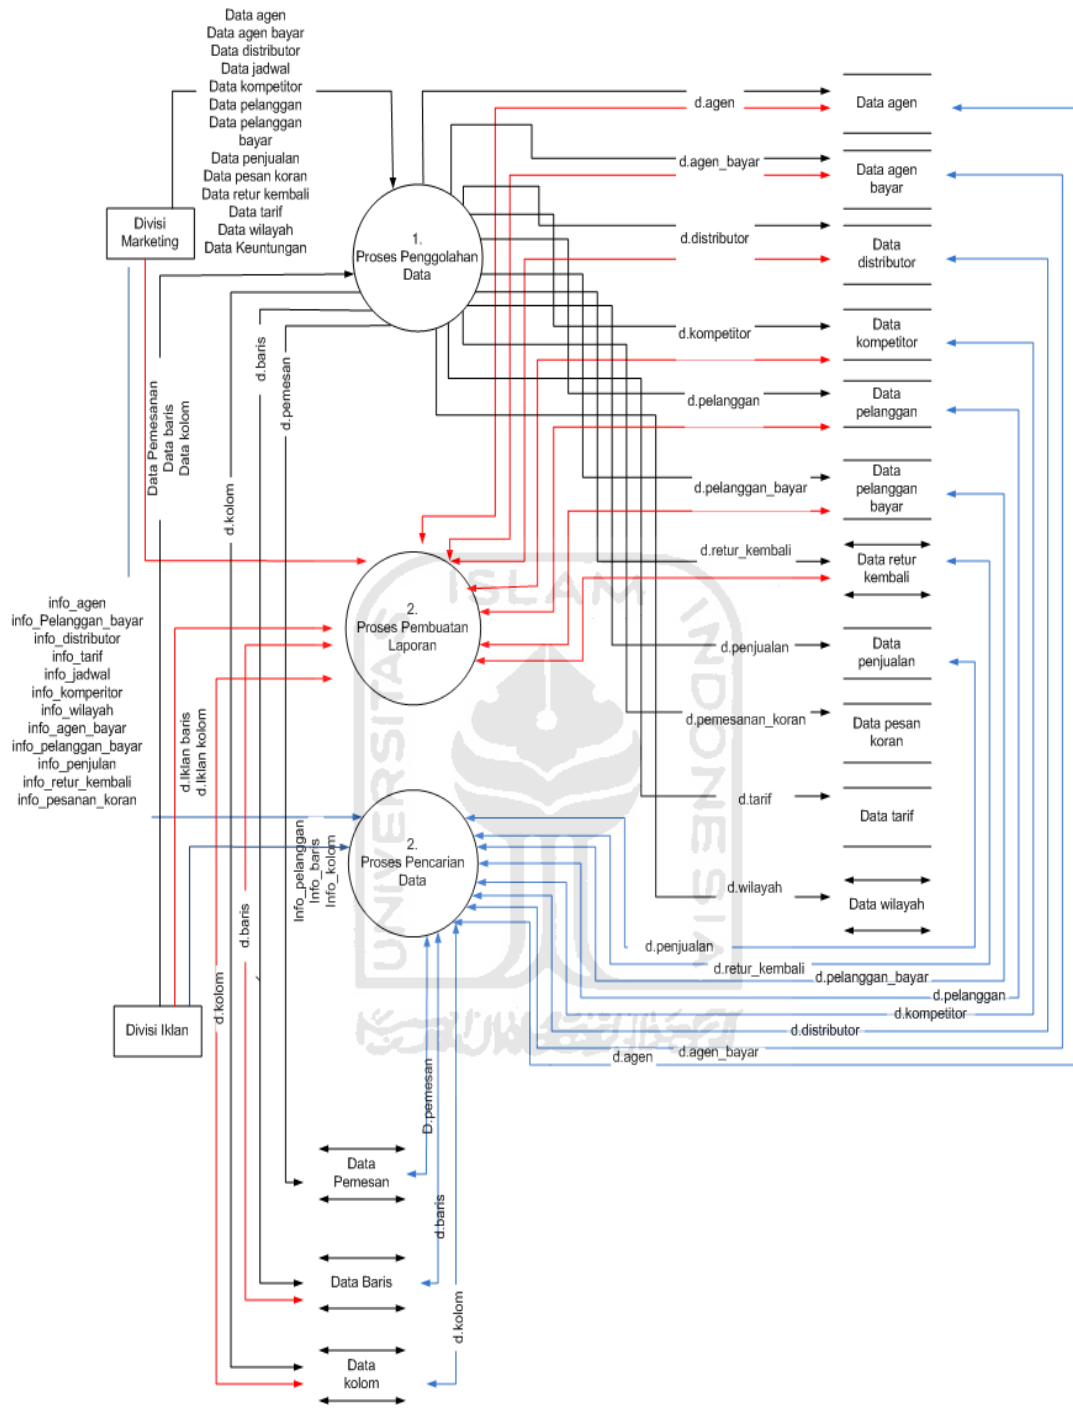 Data agen
Data agen bayar
Data distributor
Data jadwal
Data kompetitor
Data pelanggan
Data pelanggan
bayar
Data penjualan
Data pesan koran
Data retur kembali
Data tarif
Data wilayah
Data Keuntungan
Divisi
Marketing
1.
Proses Penggolahan
Data
d.agen
Data agen
d.agen_bayar
Data agen
bayar
d.distributor
Data
distributor
d.kompetitor
Data
kompetitor
d.pelanggan
Data
pelanggan
d.pelanggan_bayar
Data
pelanggan
bayar
d.retur_kembali
Data retur
kembali
d.penjualan
Data
penjualan
d.pemesanan_koran
Data pesan
koran
d.tarif
Data tarif
d.wilayah
Data wilayah
Data Pemesanan
Data baris
Data kolom
d.kolom
d.baris
d.pemesan
2.
Proses Pembuatan
Laporan
info_agen
info_Pelanggan_bayar
info_distributor
info_tarif
info_jadwal
info_komperitor
info_wilayah
info_agen_bayar
info_pelanggan_bayar
info_penjulan
info_retur_kembali
info_pesanan_koran
d.Iklan baris
d.Iklan kolom
d.baris
d.kolom
Info_pelanggan
Info_baris
Info_kolom
2.
Proses Pencarian
Data
d.penjualan
d.retur_kembali
d.pelanggan_bayar
d.pelanggan
d.kompetitor
d.distributor
d.agen_bayar
d.agen
Divisi Iklan
D.pemesan
d.baris
d.kolom
Data
Pemesan
Data Baris
Data
kolom
UNIVERSITAS
ISLAM
INDONESIA